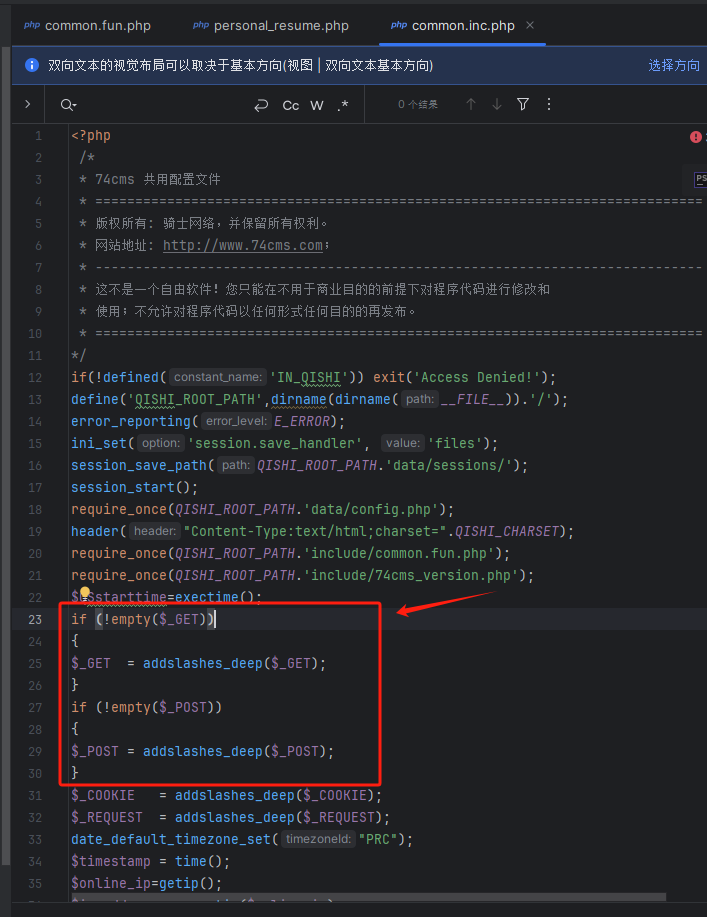 php common.fun.php php personal_resume.php php common.inc.php ×
双向文本的视觉布局可以取决于基本方向(视图 | 双向文本基本方向) 选择方向
Cc W .* 0 个结果
1 <?php
2 /*
3 * 74cms 共用配置文件
4 * ============================================================================
5 * 版权所有: 骑士网络，并保留所有权利。
6 * 网站地址: http://www.74cms.com；
7 * ----------------------------------------------------------------------------
8 * 这不是一个自由软件！您只能在不用于商业目的的前提下对程序代码进行修改和
9 * 使用；不允许对程序代码以任何形式任何目的的再发布。
10 * ============================================================================
11 */
12 if(!defined( constant_name: 'IN_QISHI')) exit('Access Denied!');
13 define('QISHI_ROOT_PATH',dirname(dirname( path: __FILE__)).'/');
14 error_reporting( error_level: E_ERROR);
15 ini_set( option: 'session.save_handler', value: 'files');
16 session_save_path( path: QISHI_ROOT_PATH.'data/sessions/');
17 session_start();
18 require_once(QISHI_ROOT_PATH.'data/config.php');
19 header( header: "Content-Type:text/html;charset=".QISHI_CHARSET);
20 require_once(QISHI_ROOT_PATH.'include/common.fun.php');
21 require_once(QISHI_ROOT_PATH.'include/74cms_version.php');
22 sstarttime=exectime();
23 if (!empty($_GET))
24 {
25 $_GET  = addslashes_deep($_GET);
26 }
27 if (!empty($_POST))
28 {
29 $_POST = addslashes_deep($_POST);
30 }
31 $_COOKIE   = addslashes_deep($_COOKIE);
32 $_REQUEST  = addslashes_deep($_REQUEST);
33 date_default_timezone_set( timezoneId: "PRC");
34 $timestamp = time();
35 $online_ip=getip();